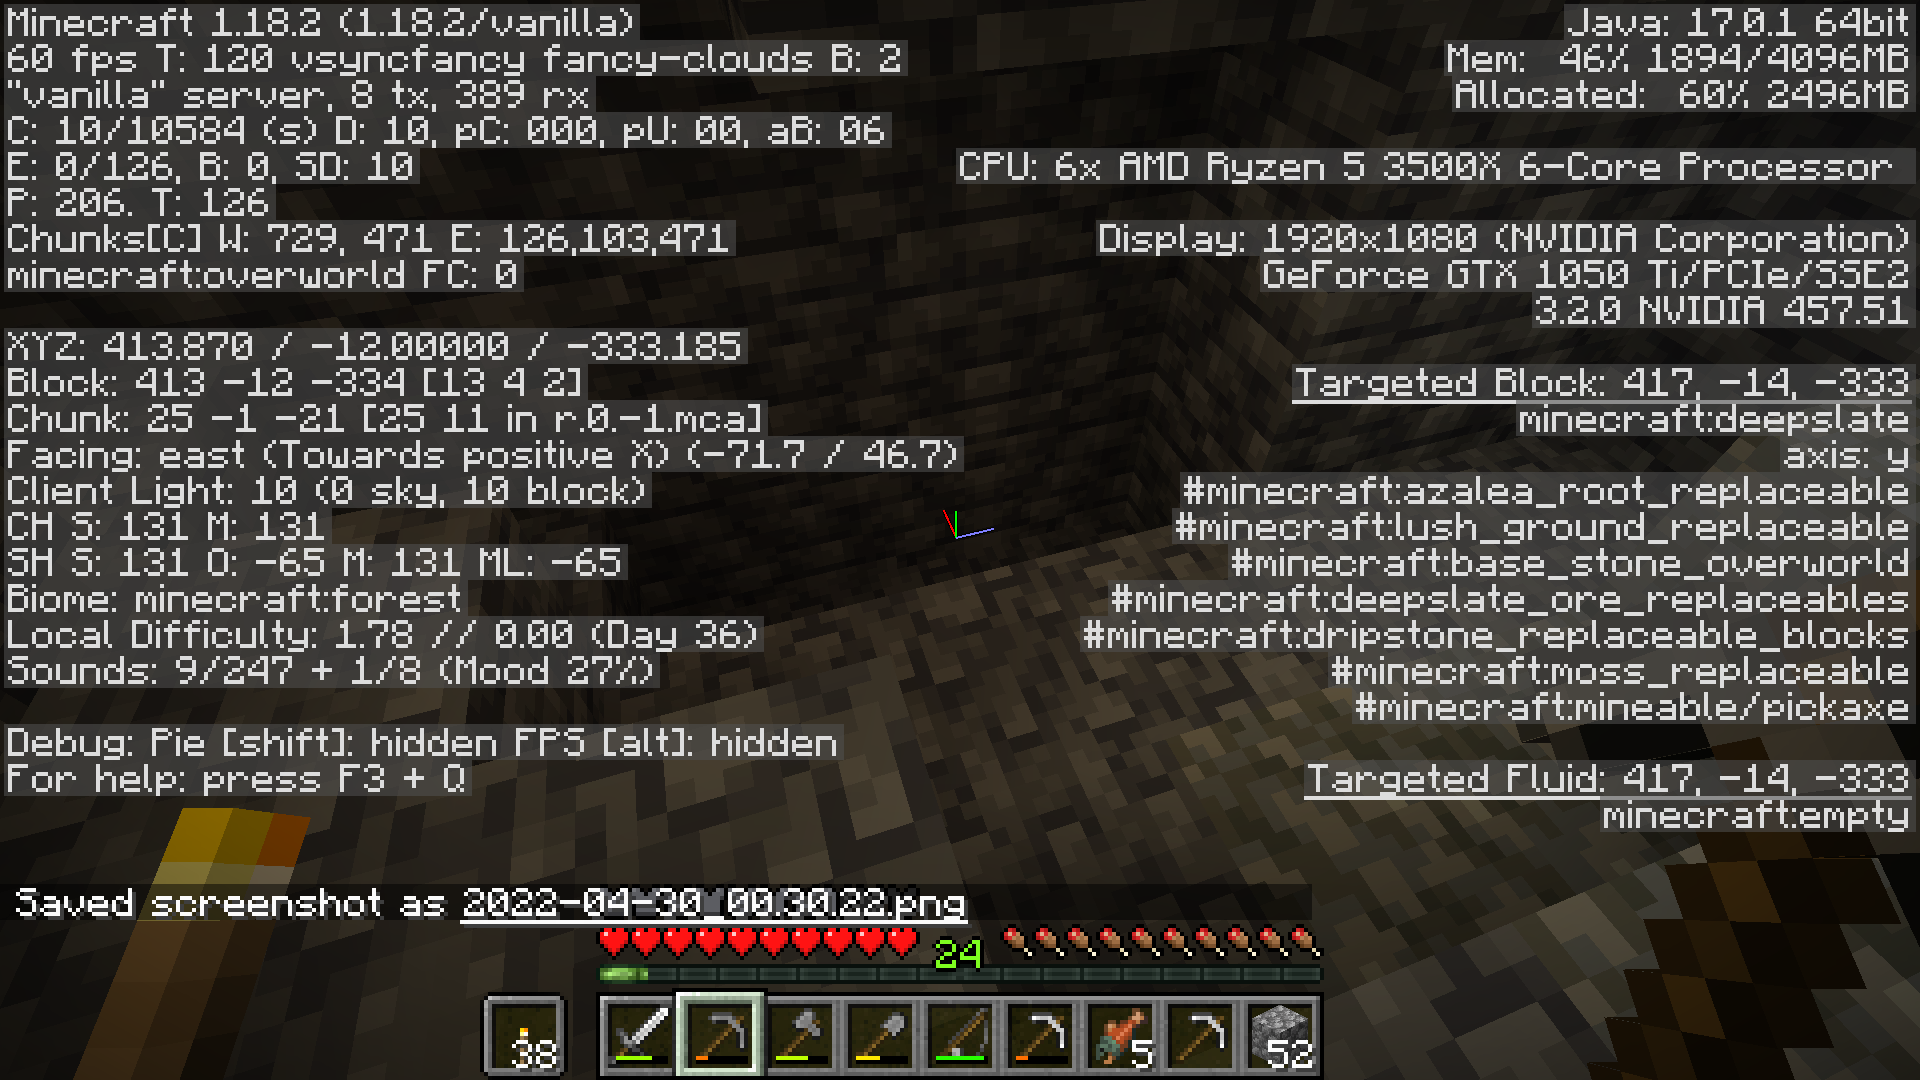 Minecraft 1.18.2 (1.18.2/vanilla)
60 fps T: 120 vsyncfancy fancy-clouds B: 2
"vanilla" server, 8 tx, 389 rx
C: 10/10584 (s) D: 10, pC: 000, pU: 00, aB: 06
E: 0/126, B: 0, SD: 10
P: 206. T: 126
Chunks[C] W: 729, 471 E: 126,103,471
minecraft:overworld FC: 0
XYZ: 413.870 / -12.00000 / -333.185
Block: 413 -12 -334 [13 4 2]
Chunk: 25 -1 -21 [25 11 in r.0.-1.mca]
Facing: east (Towards positive X) (-71.7 / 46.7)
Client Light: 10 (0 sky, 10 block)
CH S: 131 M: 131
SH S: 131 O: -65 M: 131 ML: -65
Biome: minecraft:forest
Local Difficulty: 1.78 // 0.00 (Day 36)
Sounds: 9/247 + 1/8 (Mood 27%)
Debug: Pie [shift]: hidden FPS [alt]: hidden
For help: press F3 + Q
Java: 17.0.1 64bit
Mem: 46% 1894/4096MB
Allocated: 60% 2496MB
CPU: 6x AMD Ryzen 5 3500X 6-Core Processor
Display: 1920x1080 (NVIDIA Corporation)
GeForce GTX 1050 Ti/PCIe/SSE2
3.2.0 NVIDIA 457.51
Targeted Block: 417, -14, -333
minecraft:deepslate
axis: y
#minecraft:azalea_root_replaceable
#minecraft:lush_ground_replaceable
#minecraft:base_stone_overworld
#minecraft:deepslate_ore_replaceables
#minecraft:dripstone_replaceable_blocks
#minecraft:moss_replaceable
#minecraft:mineable/pickaxe
Targeted Fluid: 417, -14, -333
minecraft:empty
Saved screenshot as 2022-04-30_00.30.22.png
24
38
5
52